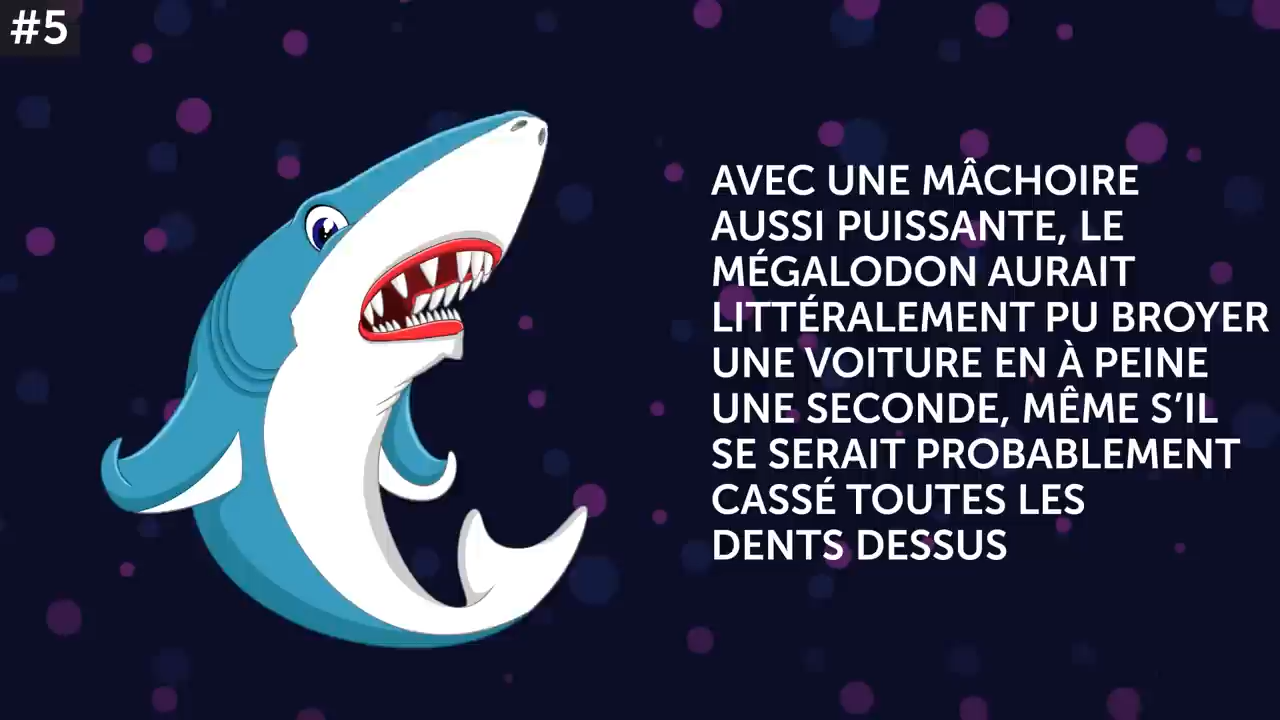 #5
AVEC UNE MÂCHOIRE
AUSSI PUISSANTE, LE
MÉGALODON AURAIT
LITTÉRALEMENT PU BROYER
UNE VOITURE EN À PEINE
UNE SECONDE, MÊME S’IL
SE SERAIT PROBABLEMENT
CASSÉ TOUTES LES
DENTS DESSUS